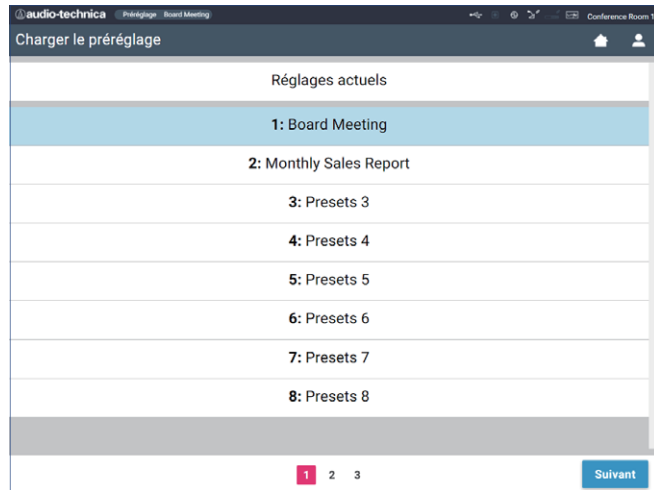 audio-technica Préréglage Board Meeting Conference Room 1
Charger le préréglage
Réglages actuels
1: Board Meeting
2: Monthly Sales Report
3: Presets 3
4: Presets 4
5: Presets 5
6: Presets 6
7: Presets 7
8: Presets 8
1 2 3
Suivant